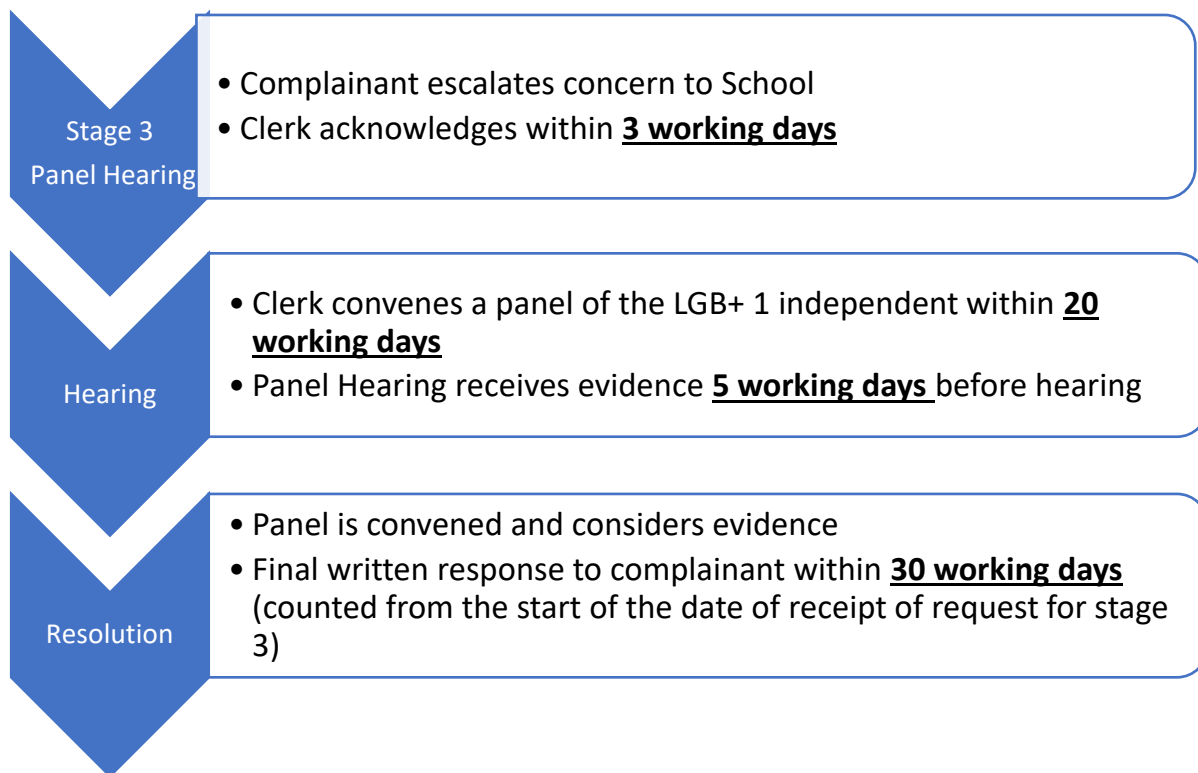 Stage 3
Panel Hearing
• Complainant escalates concern to School
• Clerk acknowledges within 3 working days
Hearing
• Clerk convenes a panel of the LGB+ 1 independent within 20
working days
• Panel Hearing receives evidence 5 working days before hearing
Resolution
• Panel is convened and considers evidence
• Final written response to complainant within 30 working days
(counted from the start of the date of receipt of request for stage
3)